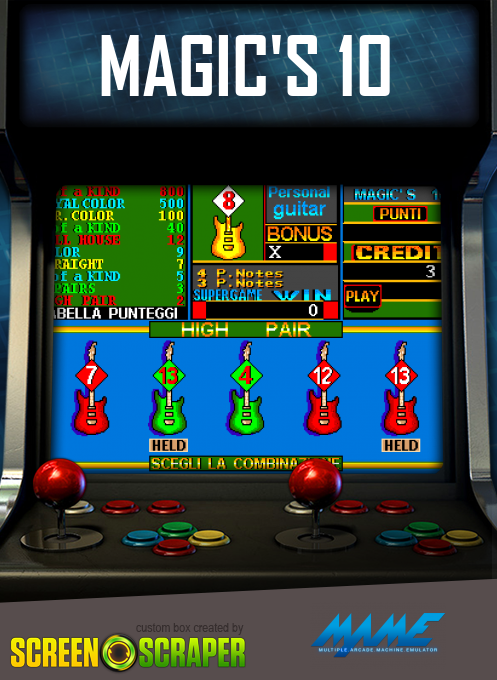 MAGIC'S 10
of a KIND 800
YAL COLOR 500
R. COLOR 100
of a KIND 40
LL HOUSE 12
LOR 9
RAIGHT 7
of a KIND 5
PAIRS 3
GH PAIR 2
ABELLA PUNTEGGI
8
Personal
guitar
BONUS
X
4 P.Notes
3 P.Notes
SUPERGAME WIN
0
MAGIC'S 1
PUNTI
CREDIT
3
PLAY
HIGH PAIR
7 13 4 12 13
HELD HELD
SCEGLI LA COMBINAZIONE
custom box created by
SCREEN SCRAPER
MAME
MULTIPLE ARCADE MACHINE EMULATOR